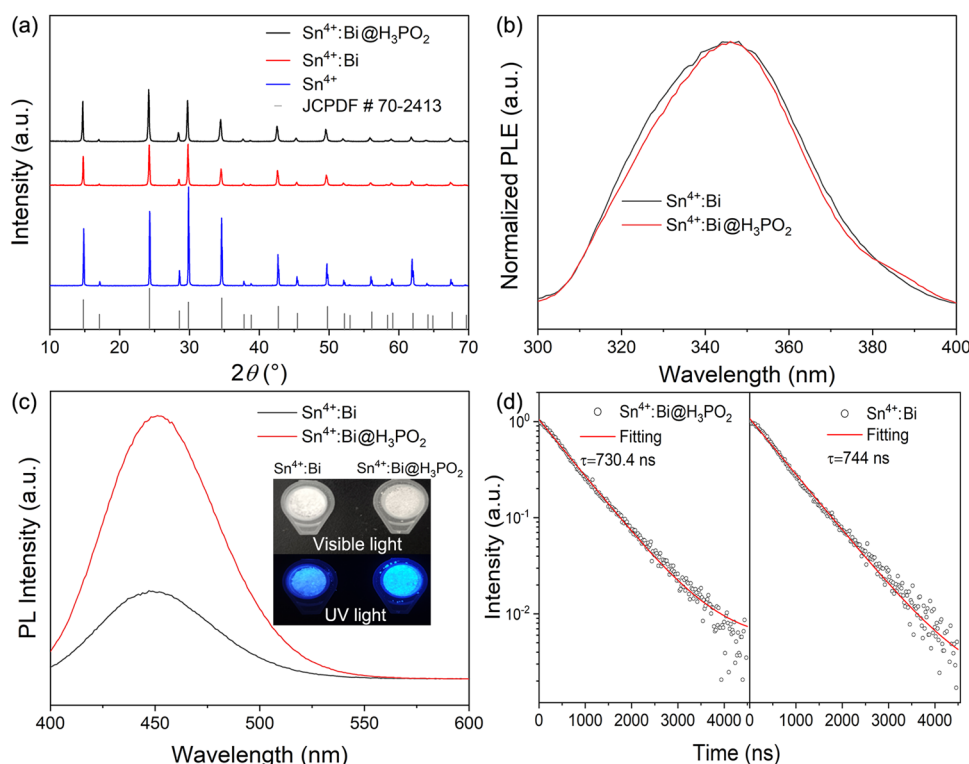 (a)
Sn⁴⁺:Bi@H₃PO₂
Sn⁴⁺:Bi
Sn⁴⁺
JCPDF # 70-2413
Intensity (a.u.)
10 20 30 40 50 60 70
2θ (°)
(b)
Normalized PLE (a.u.)
Sn⁴⁺:Bi
Sn⁴⁺:Bi@H₃PO₂
300 320 340 360 380 400
Wavelength (nm)
(c)
Sn⁴⁺:Bi
Sn⁴⁺:Bi@H₃PO₂
Sn⁴⁺:Bi Sn⁴⁺:Bi@H₃PO₂
Visible light
UV light
PL Intensity (a.u.)
400 450 500 550 600
Wavelength (nm)
(d)
Sn⁴⁺:Bi@H₃PO₂
Fitting
τ=730.4 ns
Sn⁴⁺:Bi
Fitting
τ=744 ns
10⁰
10⁻¹
10⁻²
Intensity (a.u.)
0 1000 2000 3000 4000 0 1000 2000 3000 4000
Time (ns)